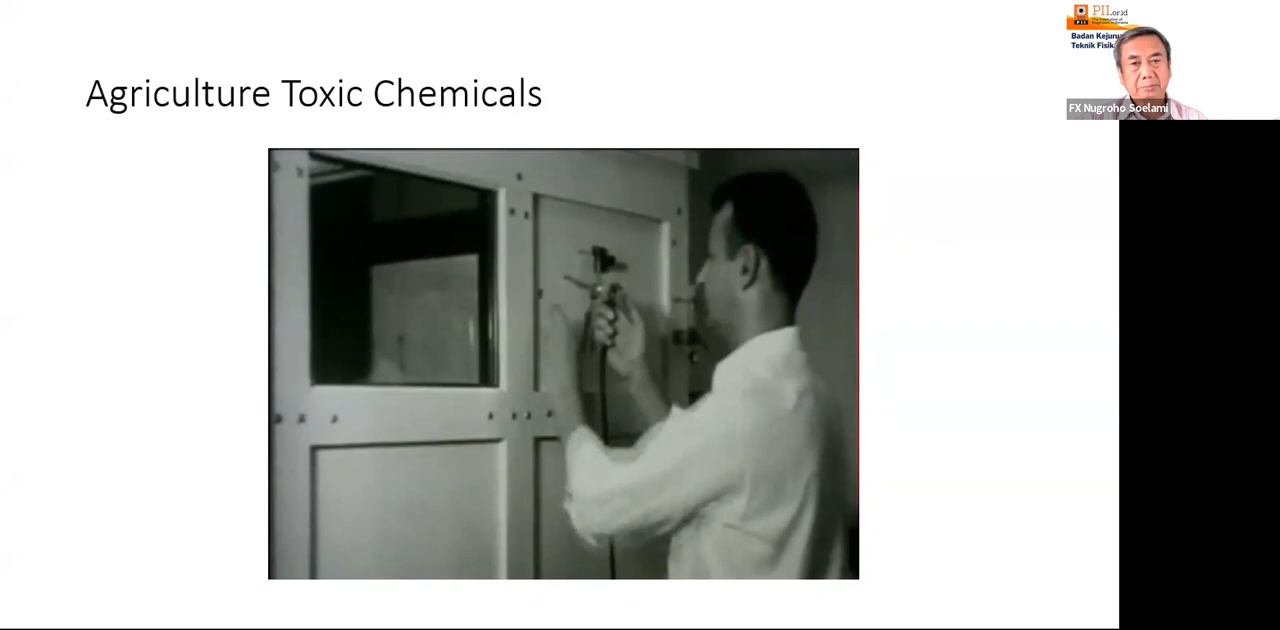 Agriculture Toxic Chemicals
PII.or.id
Badan Kejuru
Teknik Fisik
FX Nugroho Soelami